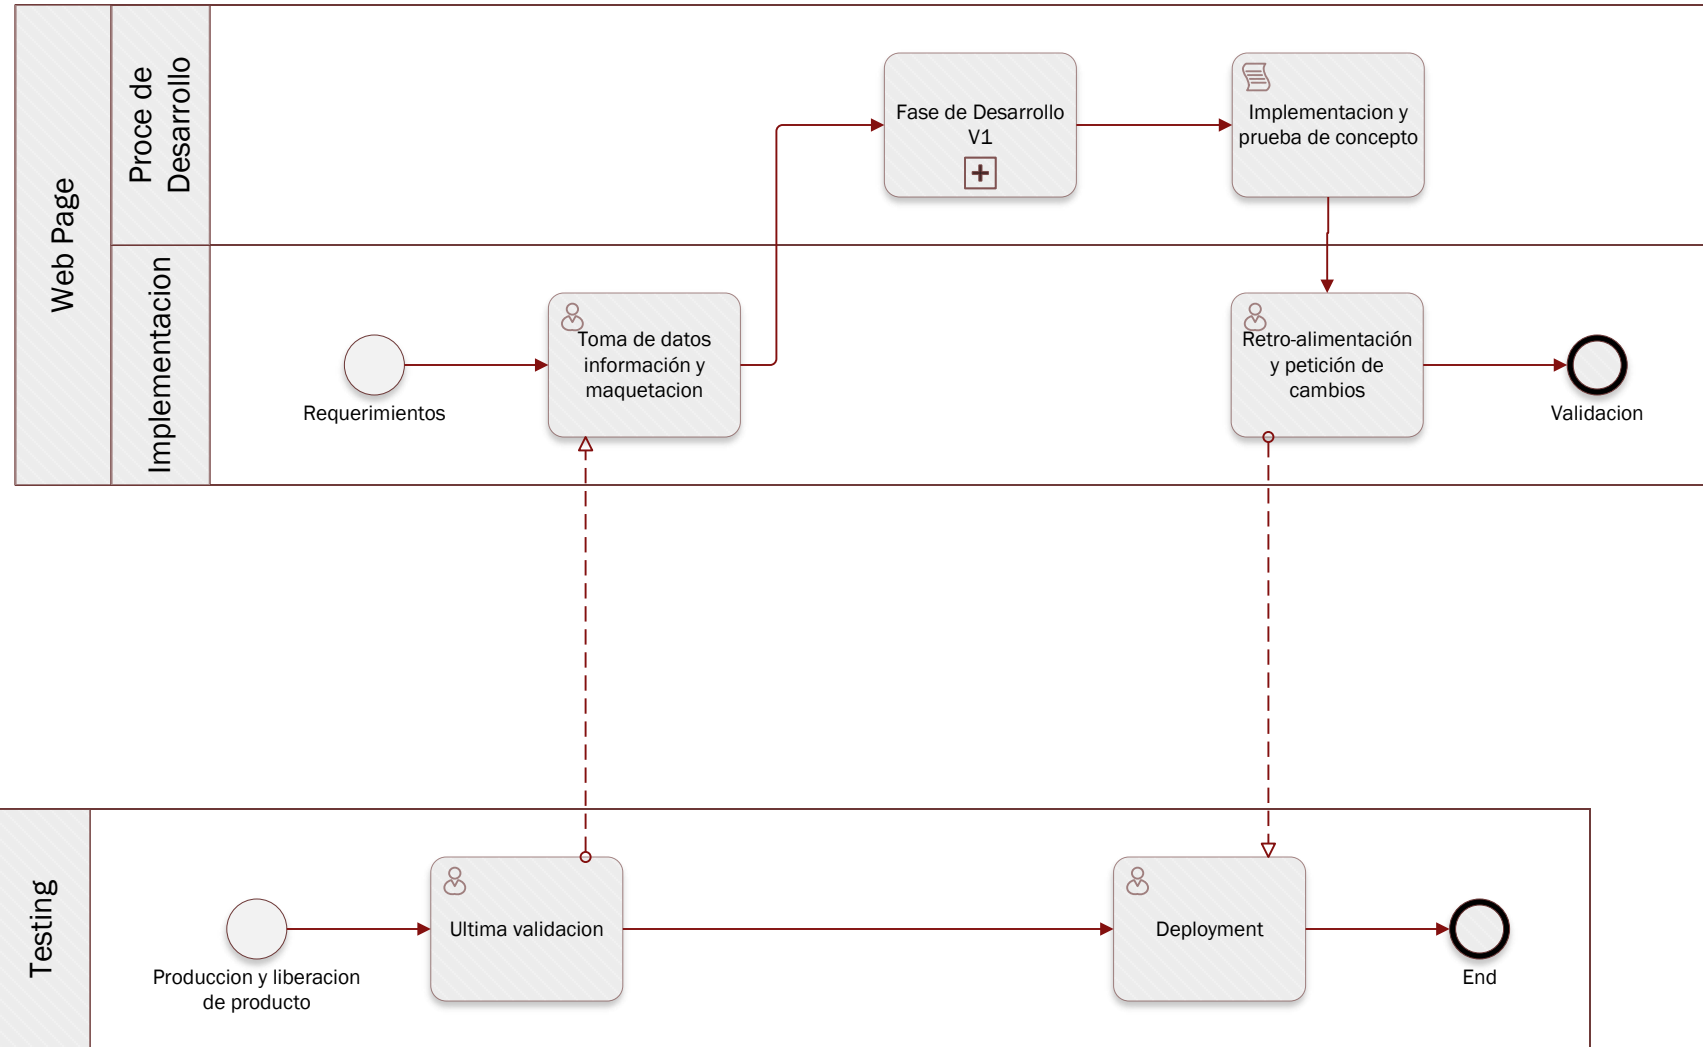 Web Page
Proce de
Desarrollo
Fase de Desarrollo
V1
Implementacion y
prueba de concepto
Implementacion
Requerimientos
Toma de datos
información y
maquetacion
Retro-alimentación
y petición de
cambios
Validacion
Testing
Produccion y liberacion
de producto
Ultima validacion
Deployment
End